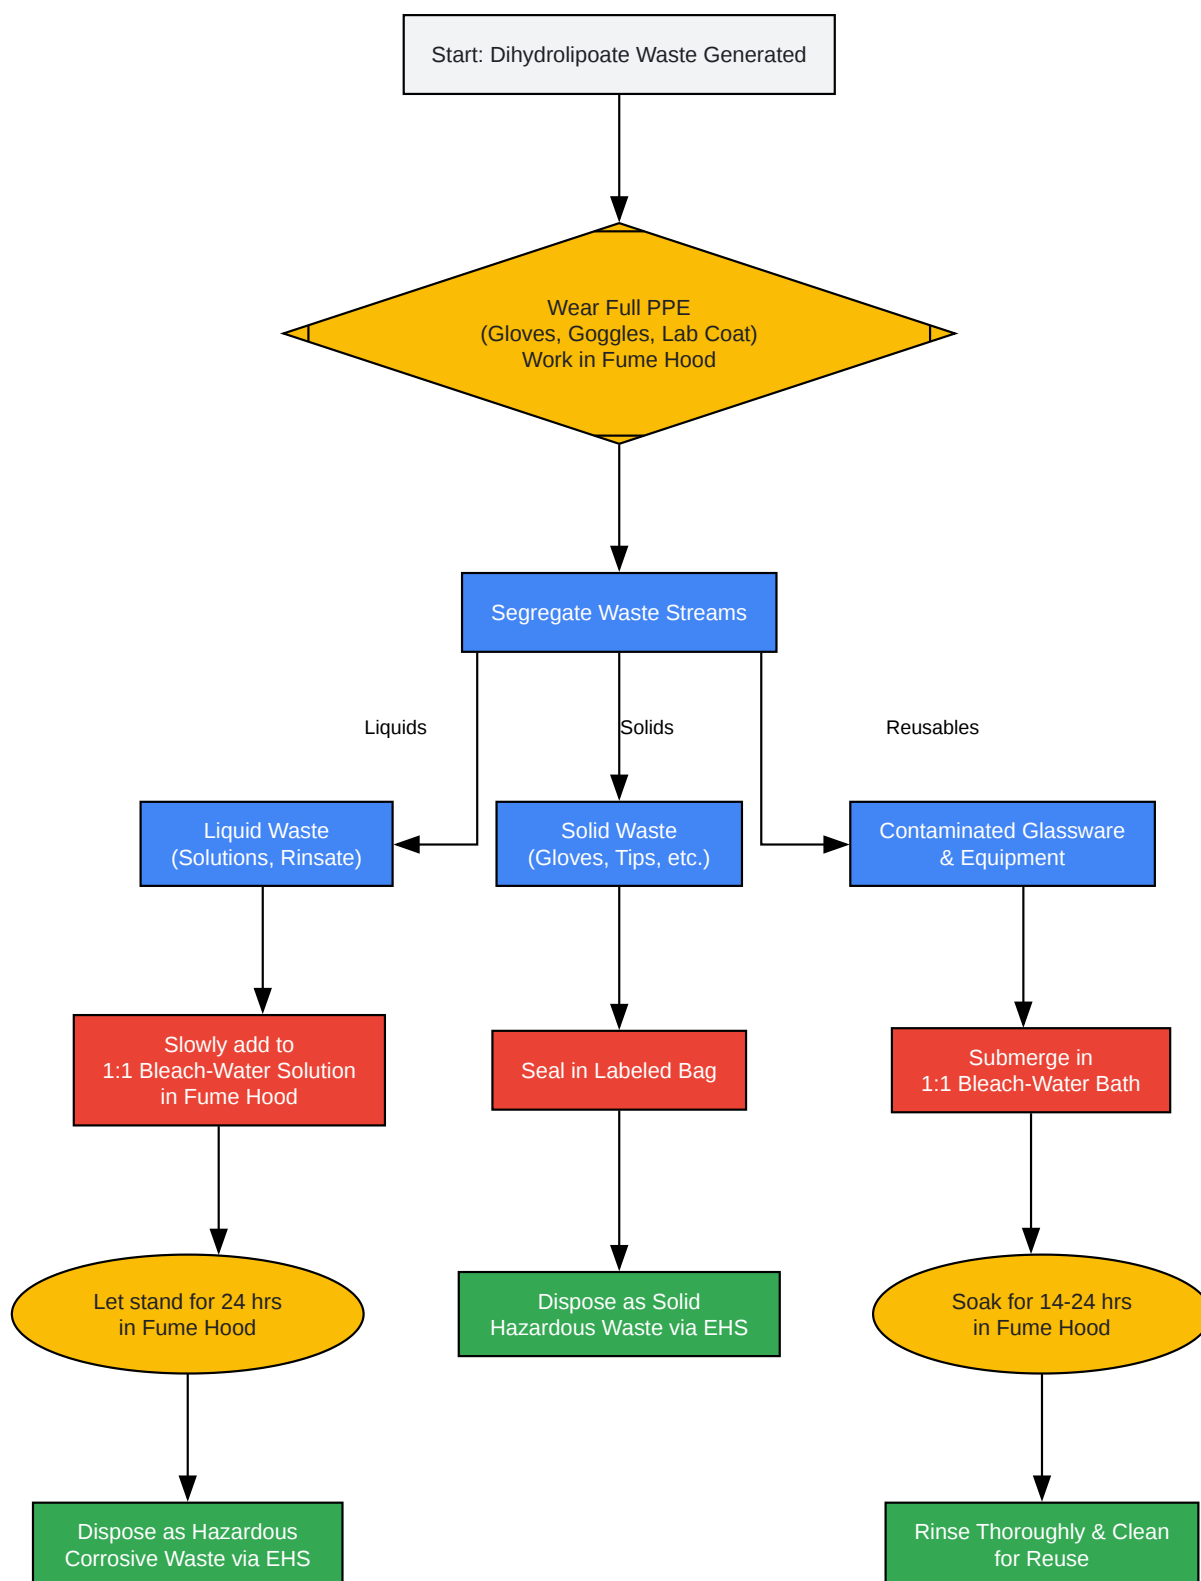 Start: Dihydrolipoate Waste Generated
Wear Full PPE
(Gloves, Goggles, Lab Coat)
Work in Fume Hood
Segregate Waste Streams
Liquids
Solids
Reusables
Liquid Waste
(Solutions, Rinsate)
Solid Waste
(Gloves, Tips, etc.)
Contaminated Glassware
& Equipment
Slowly add to
1:1 Bleach-Water Solution
in Fume Hood
Seal in Labeled Bag
Submerge in
1:1 Bleach-Water Bath
Let stand for 24 hrs
in Fume Hood
Dispose as Solid
Hazardous Waste via EHS
Soak for 14-24 hrs
in Fume Hood
Dispose as Hazardous
Corrosive Waste via EHS
Rinse Thoroughly & Clean
for Reuse